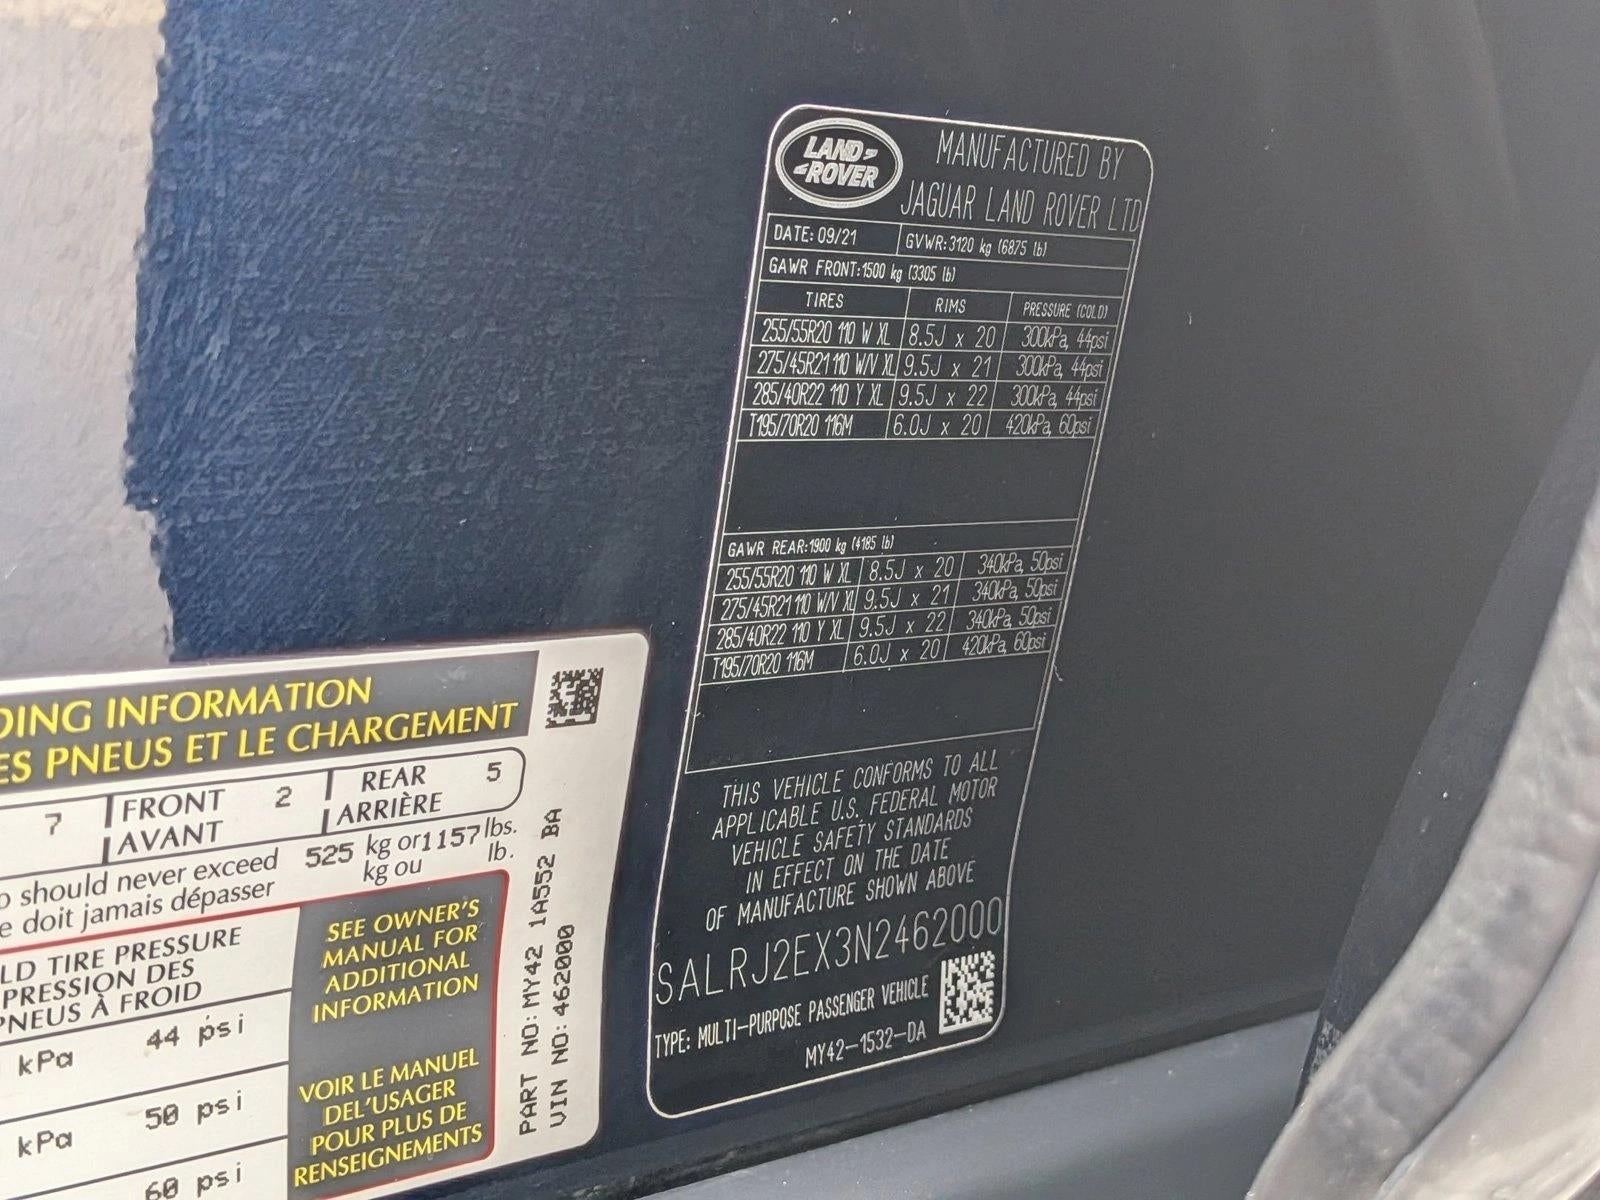 LAND-
-ROVER
MANUFACTURED BY
JAGUAR LAND ROVER LTD
DATE: 09/21 GVWR: 3120 kg (6875 lb)
GAWR FRONT: 1500 kg (3305 lb)
TIRES RIMS PRESSURE (COLD)
255/55R20 110 W XL 8.5J x 20 300kPa, 44psi
275/45R21 110 W/V XL 9.5J x 21 300kPa, 44psi
285/40R22 110 Y XL 9.5J x 22 300kPa, 44psi
T195/70R20 116M 6.0J x 20 420kPa, 60psi
GAWR REAR: 1900 kg (4185 lb)
255/55R20 110 W XL 8.5J x 20 340kPa, 50psi
275/45R21 110 W/V XL 9.5J x 21 340kPa, 50psi
285/40R22 110 Y XL 9.5J x 22 340kPa, 50psi
T195/70R20 116M 6.0J x 20 420kPa, 60psi
THIS VEHICLE CONFORMS TO ALL
APPLICABLE U.S. FEDERAL MOTOR
VEHICLE SAFETY STANDARDS
IN EFFECT ON THE DATE
OF MANUFACTURE SHOWN ABOVE
SALRJ2EX3N2462000
TYPE: MULTI-PURPOSE PASSENGER VEHICLE
MY42-1532-DA
DING INFORMATION
ES PNEUS ET LE CHARGEMENT
7 FRONT 2 REAR 5
AVANT ARRIÈRE
o should never exceed 525 kg or 1157 lbs.
e doit jamais dépasser kg ou lb.
LD TIRE PRESSURE
PRESSION DES
PNEUS À FROID
kPa 44 psi
kPa 50 psi
60 psi
SEE OWNER'S
MANUAL FOR
ADDITIONAL
INFORMATION
VOIR LE MANUEL
DEL'USAGER
POUR PLUS DE
RENSEIGNEMENTS
PART NO: MY42 1A552 BA
VIN NO: 462000